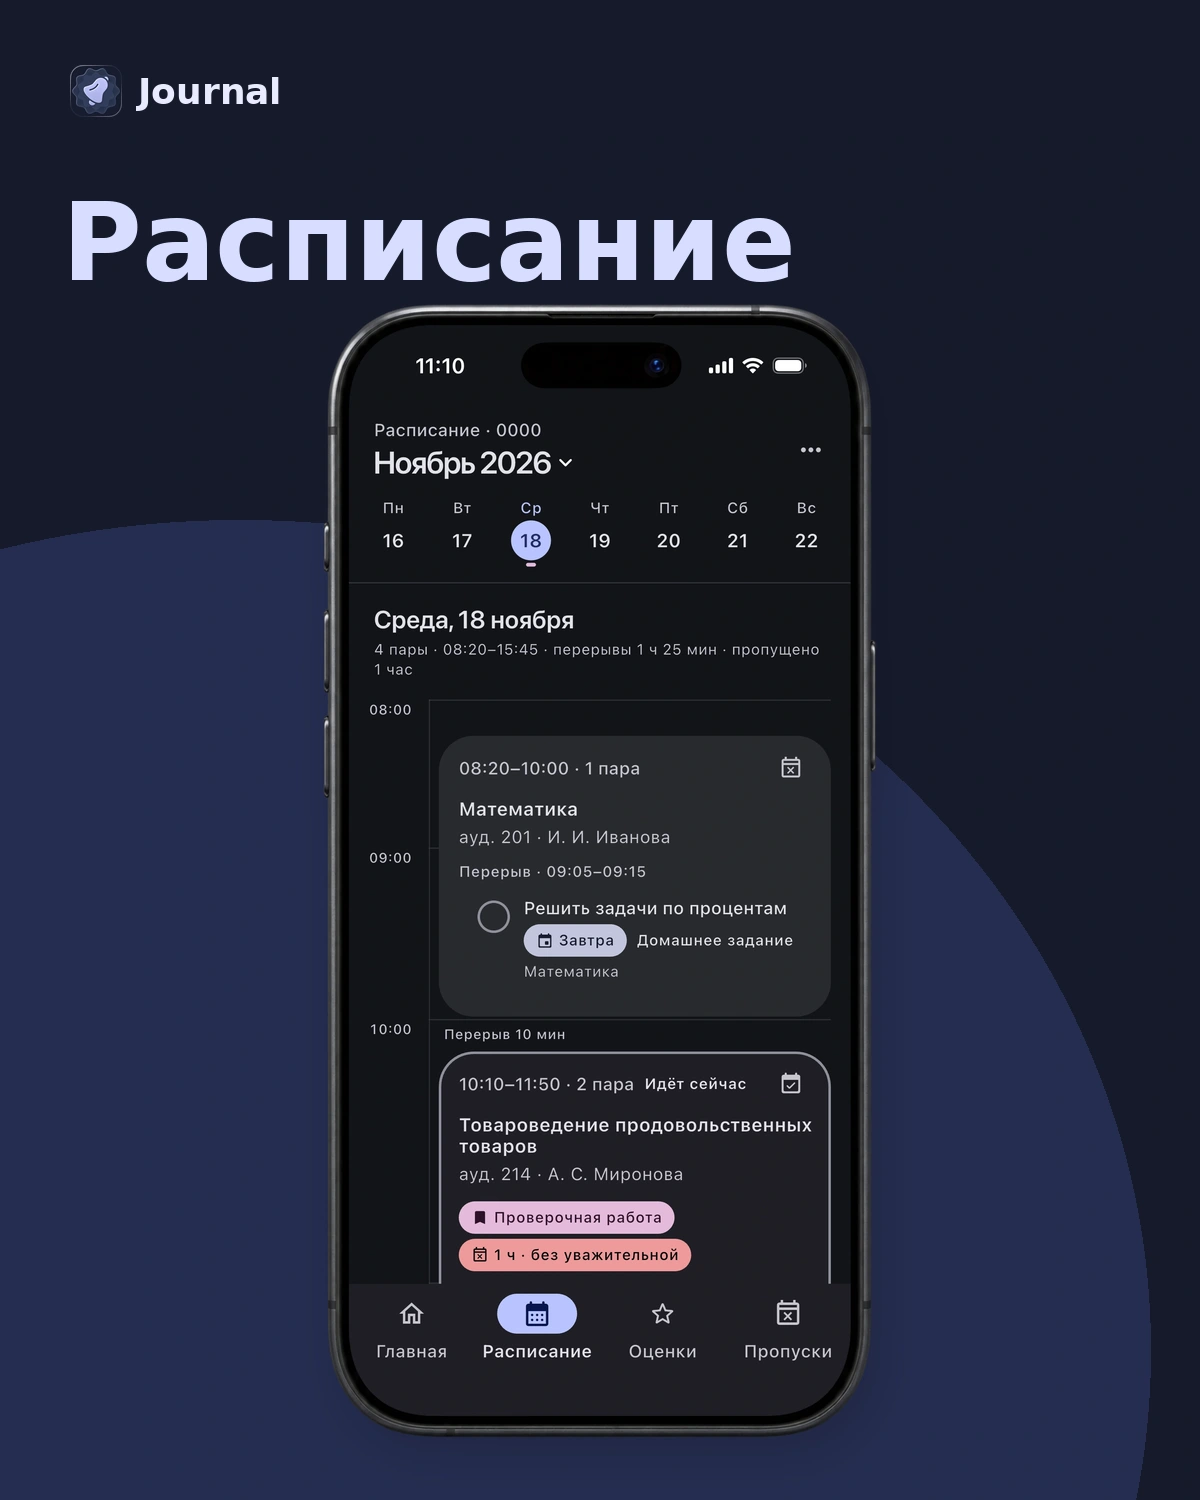 Journal
Расписание
11:10
Расписание · 0000
Ноябрь 2026
Пн Вт Ср Чт Пт Сб Вс
16 17 18 19 20 21 22
Среда, 18 ноября
4 пары · 08:20–15:45 · перерывы 1 ч 25 мин · пропущено
1 час
08:00
08:20–10:00 · 1 пара
Математика
ауд. 201 · И. И. Иванова
09:00
Перерыв · 09:05–09:15
Решить задачи по процентам
Завтра Домашнее задание
Математика
10:00
Перерыв 10 мин
10:10–11:50 · 2 пара Идёт сейчас
Товароведение продовольственных
товаров
ауд. 214 · А. С. Миронова
Проверочная работа
1 ч · без уважительной
Главная Расписание Оценки Пропуски